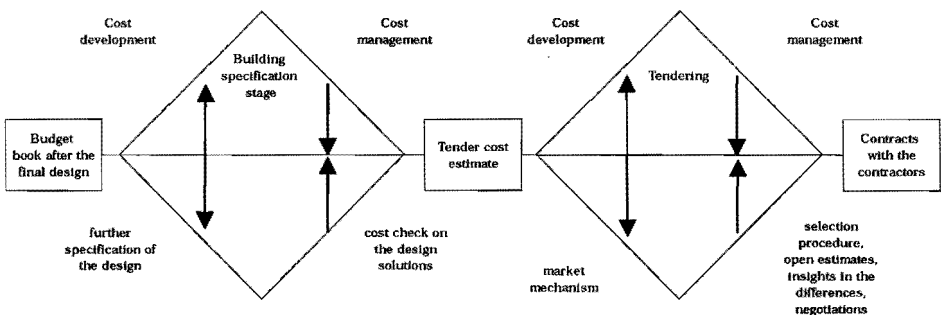 Cost
development
Cost
management
Cost
development
Cost
management
Building
specification
stage
Tendering
Budget
book after the
final design
Tender cost
estimate
Contracts
with the
contractors
further
specification of
the design
cost check on
the design
solutions
market
mechanism
selection
procedure,
open estimates,
insights in the
differences,
negotiations